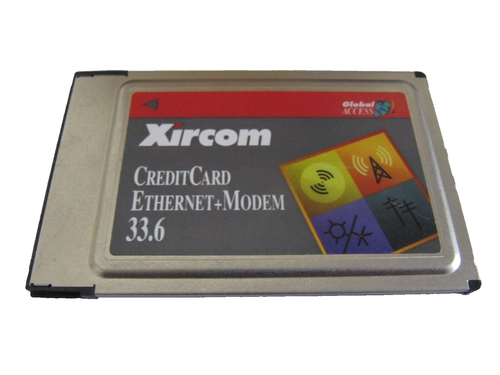 Global
ACCESS
Xircom
CREDITCARD
ETHERNET+MODEM
33.6